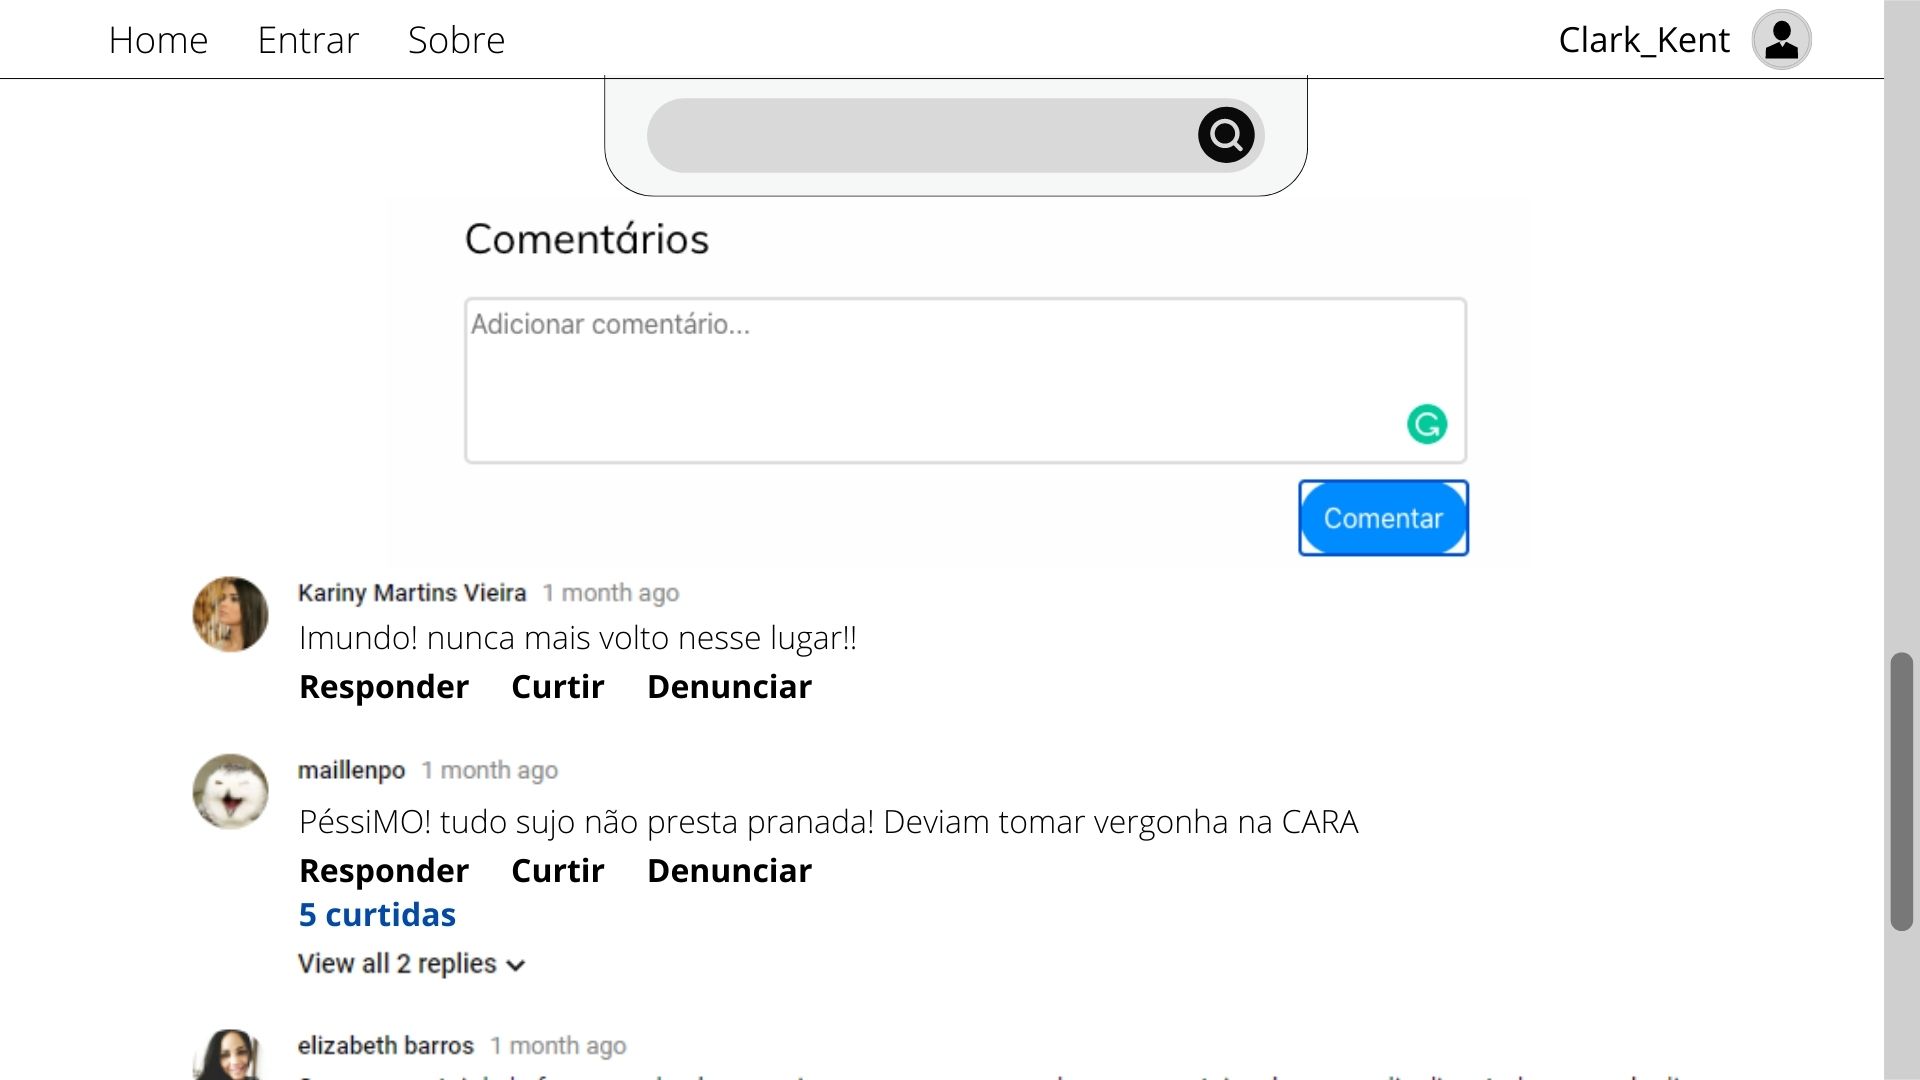 Home Entrar Sobre Clark_Kent
Comentários
Adicionar comentário...
Comentar
Kariny Martins Vieira 1 month ago
Imundo! nunca mais volto nesse lugar!!
Responder Curtir Denunciar
maillenpo 1 month ago
PéssiMO! tudo sujo não presta pranada! Deviam tomar vergonha na CARA
Responder Curtir Denunciar
5 curtidas
View all 2 replies
elizabeth barros 1 month ago